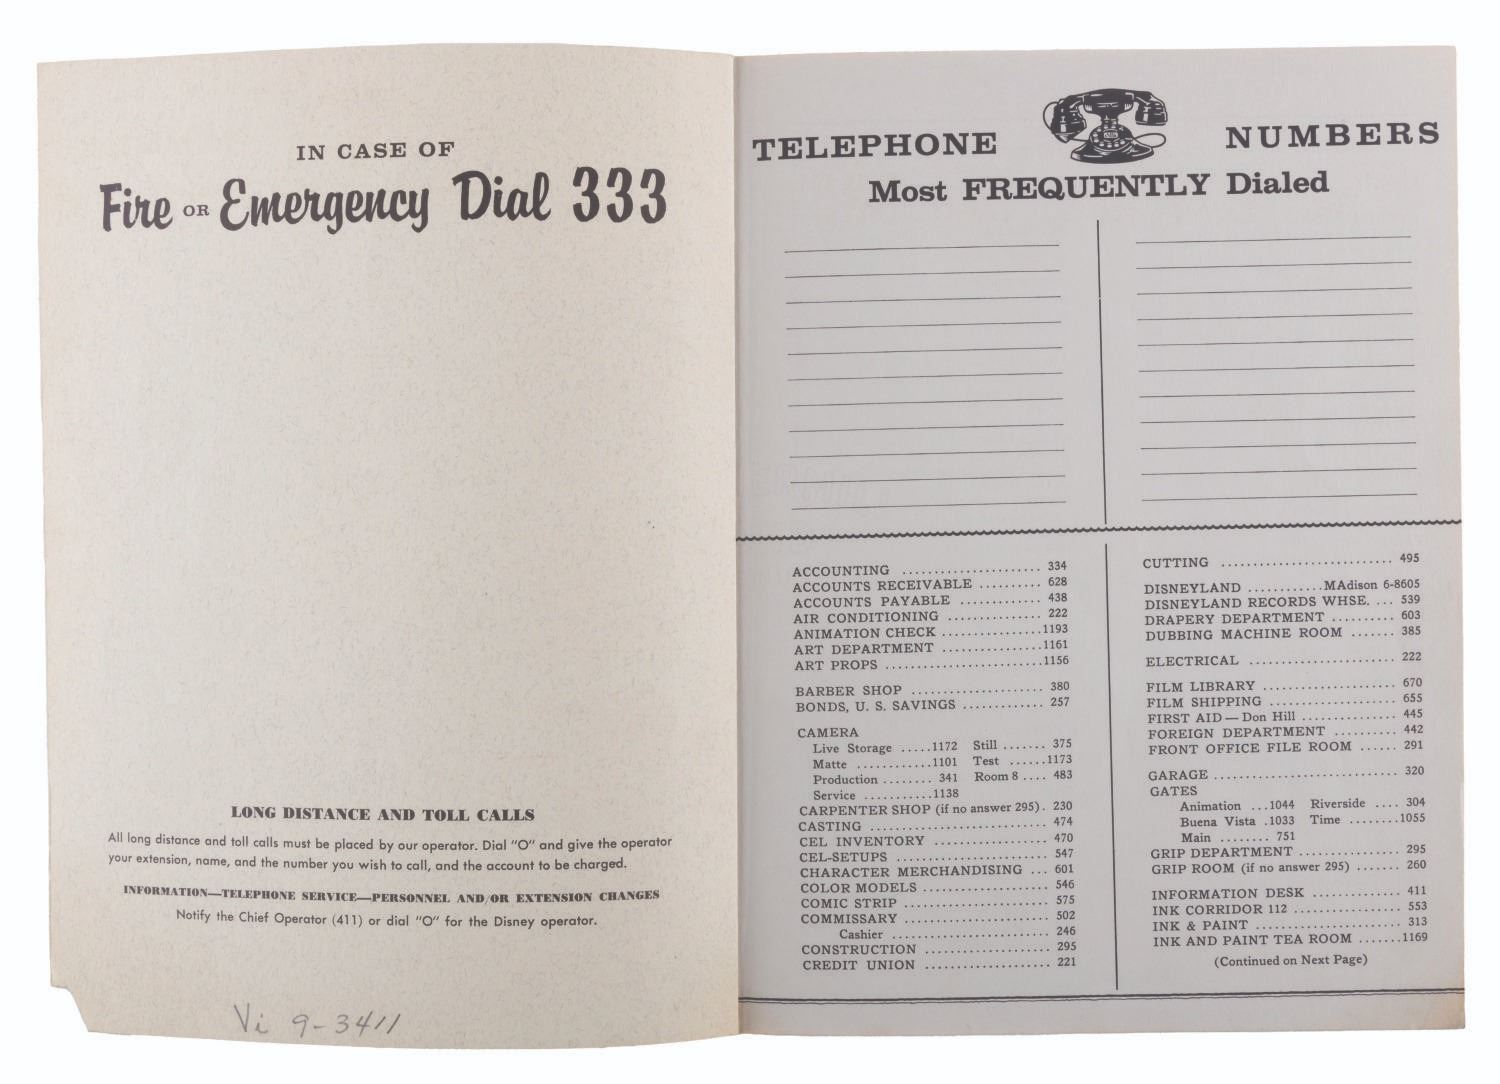 IN CASE OF
Fire OR Emergency Dial 333
LONG DISTANCE AND TOLL CALLS
All long distance and toll calls must be placed by our operator. Dial "O" and give the operator
your extension, name, and the number you wish to call, and the account to be charged.
INFORMATION—TELEPHONE SERVICE—PERSONNEL AND/OR EXTENSION CHANGES
Notify the Chief Operator (411) or dial "O" for the Disney operator.
Vi 9-3411
TELEPHONE NUMBERS
Most FREQUENTLY Dialed
ACCOUNTING ...................... 334
ACCOUNTS RECEIVABLE .......... 628
ACCOUNTS PAYABLE ............. 438
AIR CONDITIONING ............... 222
ANIMATION CHECK ................1193
ART DEPARTMENT ................1161
ART PROPS .........................1156
BARBER SHOP ..................... 380
BONDS, U. S. SAVINGS ............. 257
CAMERA
Live Storage .....1172 Still ....... 375
Matte ............1101 Test ......1173
Production ........ 341 Room 8 .... 483
Service ...........1138
CARPENTER SHOP (if no answer 295). 230
CASTING ............................ 474
CEL INVENTORY .................. 470
CEL-SETUPS ........................ 547
CHARACTER MERCHANDISING ... 601
COLOR MODELS .................... 546
COMIC STRIP ....................... 575
COMMISSARY ....................... 502
Cashier ......................... 246
CONSTRUCTION .................... 295
CREDIT UNION .................... 221
CUTTING ........................... 495
DISNEYLAND ............MAdison 6-8605
DISNEYLAND RECORDS WHSE. ... 539
DRAPERY DEPARTMENT .......... 603
DUBBING MACHINE ROOM ....... 385
ELECTRICAL ....................... 222
FILM LIBRARY ..................... 670
FILM SHIPPING .................... 655
FIRST AID — Don Hill ............... 445
FOREIGN DEPARTMENT .......... 442
FRONT OFFICE FILE ROOM ...... 291
GARAGE ............................. 320
GATES
Animation ...1044 Riverside .... 304
Buena Vista .1033 Time ........1055
Main ........ 751
GRIP DEPARTMENT ................ 295
GRIP ROOM (if no answer 295) ....... 260
INFORMATION DESK .............. 411
INK CORRIDOR 112 ................. 553
INK & PAINT ....................... 313
INK AND PAINT TEA ROOM .......1169
(Continued on Next Page)